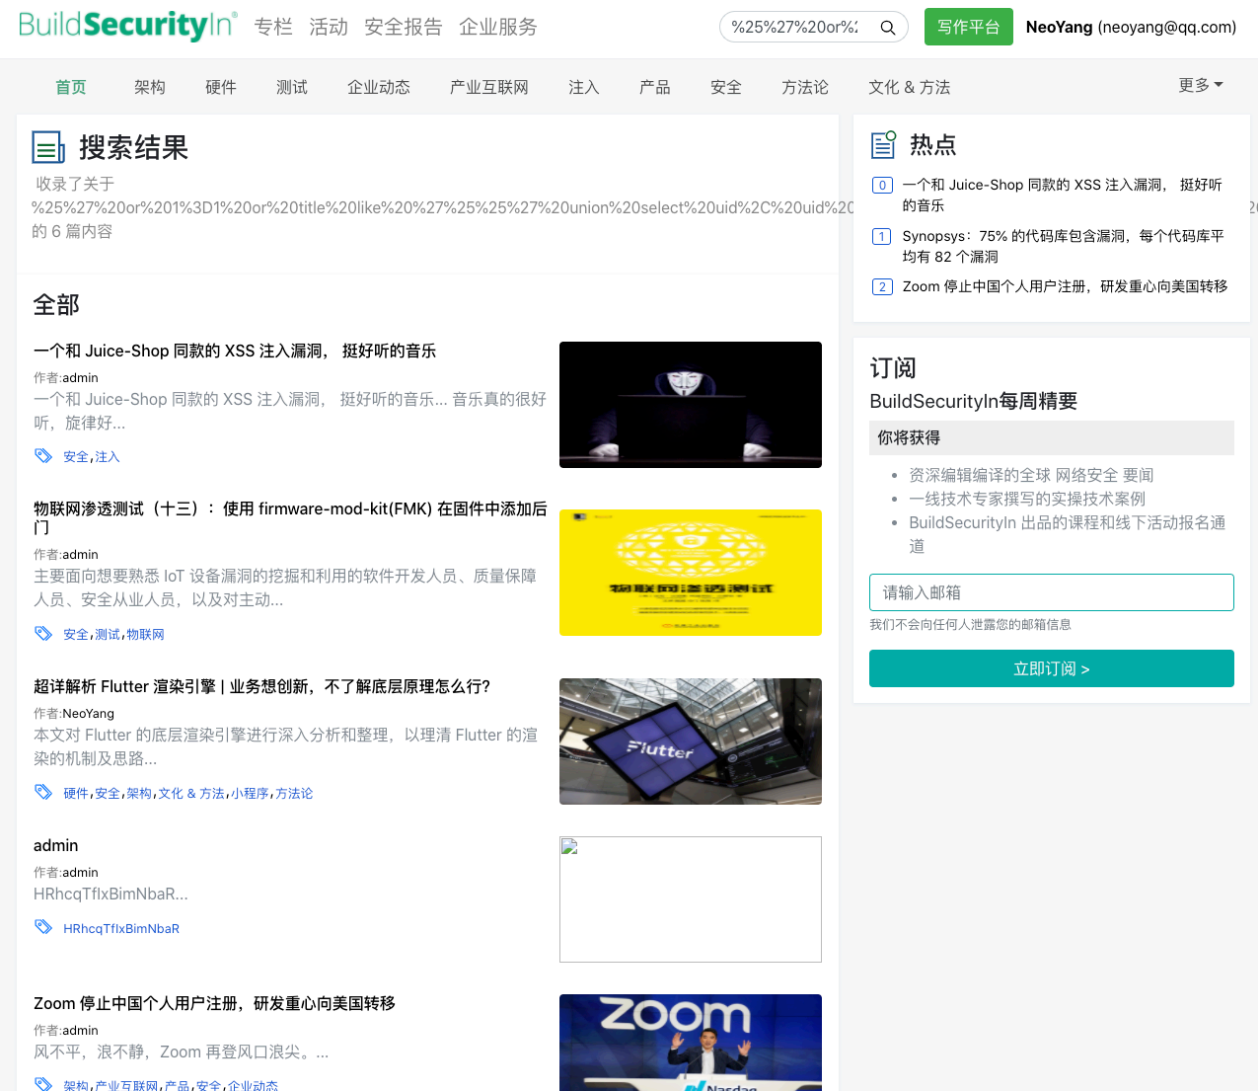 BuildSecurityIn® 专栏 活动 安全报告 企业服务 %25%27%20or% 写作平台 NeoYang (neoyang@qq.com)
首页 架构 硬件 测试 企业动态 产业互联网 注入 产品 安全 方法论 文化 & 方法 更多
搜索结果
收录了关于
%25%27%20or%201%3D1%20or%20title%20like%20%27%25%25%27%20union%20select%20uid%2C%20uid%2
的 6 篇内容
全部
一个和 Juice-Shop 同款的 XSS 注入漏洞， 挺好听的音乐
作者:admin
一个和 Juice-Shop 同款的 XSS 注入漏洞， 挺好听的音乐... 音乐真的很好
听，旋律好...
安全,注入
物联网渗透测试（十三）：使用 firmware-mod-kit(FMK) 在固件中添加后
门
作者:admin
主要面向想要熟悉 IoT 设备漏洞的挖掘和利用的软件开发人员、质量保障
人员、安全从业人员，以及对主动...
安全,测试,物联网
物联网渗透测试
超详解析 Flutter 渲染引擎 | 业务想创新，不了解底层原理怎么行?
作者:NeoYang
本文对 Flutter 的底层渲染引擎进行深入分析和整理，以理清 Flutter 的渲
染的机制及思路...
硬件,安全,架构,文化 & 方法,小程序,方法论
Flutter
admin
作者:admin
HRhcqTfIxBimNbaR...
HRhcqTfIxBimNbaR
Zoom 停止中国个人用户注册，研发重心向美国转移
作者:admin
风不平，浪不静，Zoom 再登风口浪尖。...
架构,产业互联网,产品,安全,企业动态
ZOOM
Nasdaq
热点
0 一个和 Juice-Shop 同款的 XSS 注入漏洞， 挺好听
的音乐
1 Synopsys：75% 的代码库包含漏洞，每个代码库平
均有 82 个漏洞
2 Zoom 停止中国个人用户注册，研发重心向美国转移
订阅
BuildSecurityIn每周精要
你将获得
• 资深编辑编译的全球 网络安全 要闻
• 一线技术专家撰写的实操技术案例
• BuildSecurityIn 出品的课程和线下活动报名通
道
请输入邮箱
我们不会向任何人泄露您的邮箱信息
立即订阅 >